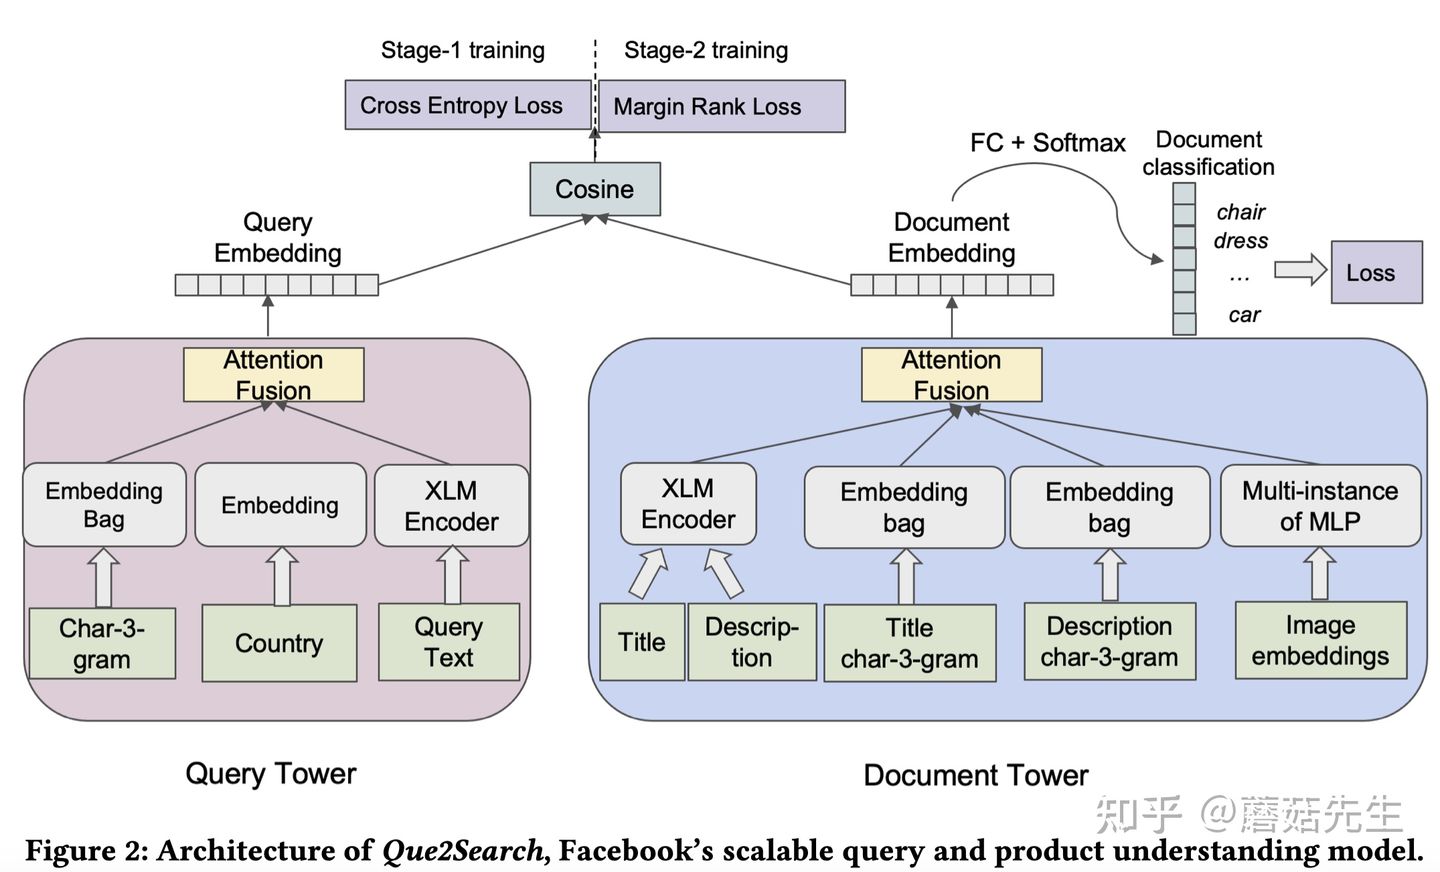 Stage-1 training
Stage-2 training
Cross Entropy Loss
Margin Rank Loss
Cosine
FC + Softmax
Document
classification
chair
dress
...
car
Loss
Query
Embedding
Document
Embedding
Attention
Fusion
Embedding
Bag
Embedding
XLM
Encoder
Char-3-
gram
Country
Query
Text
Attention
Fusion
XLM
Encoder
Embedding
bag
Embedding
bag
Multi-instance
of MLP
Title
Descrip-
tion
Title
char-3-gram
Description
char-3-gram
Image
embeddings
Query Tower
Document Tower
知乎 @蘑菇先生
Figure 2: Architecture of Que2Search, Facebook's scalable query and product understanding model.